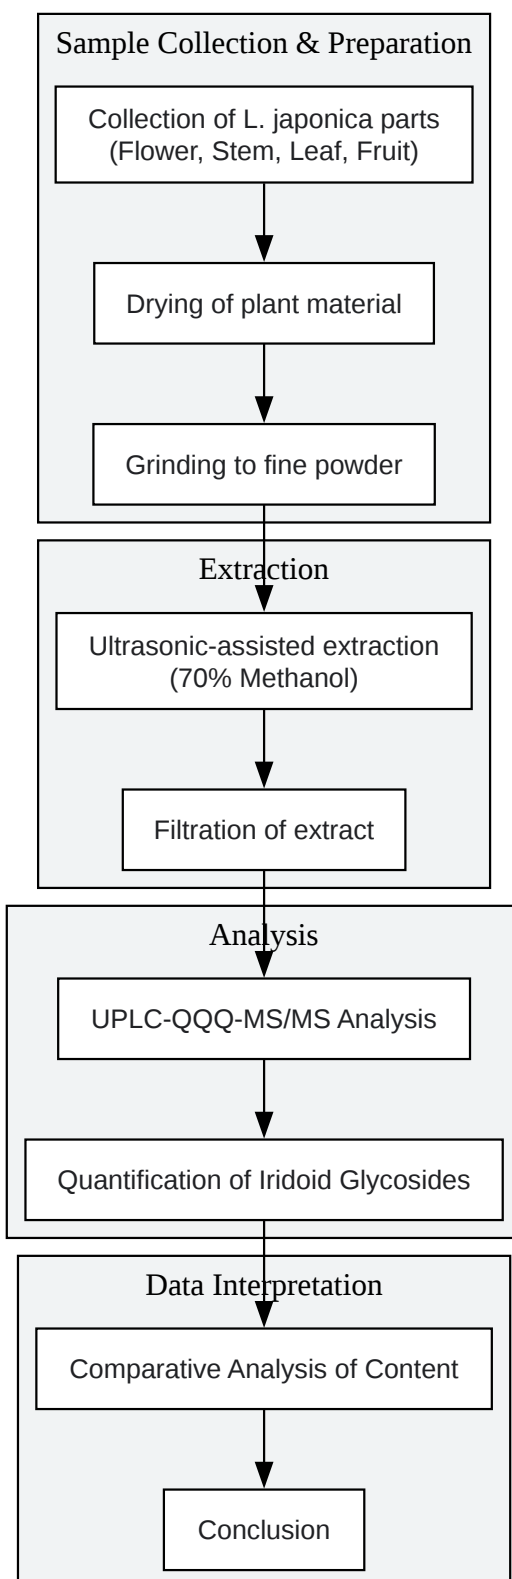 Sample Collection & Preparation
Collection of L. japonica parts
(Flower, Stem, Leaf, Fruit)
Drying of plant material
Grinding to fine powder
Extraction
Ultrasonic-assisted extraction
(70% Methanol)
Filtration of extract
Analysis
UPLC-QQQ-MS/MS Analysis
Quantification of Iridoid Glycosides
Data Interpretation
Comparative Analysis of Content
Conclusion